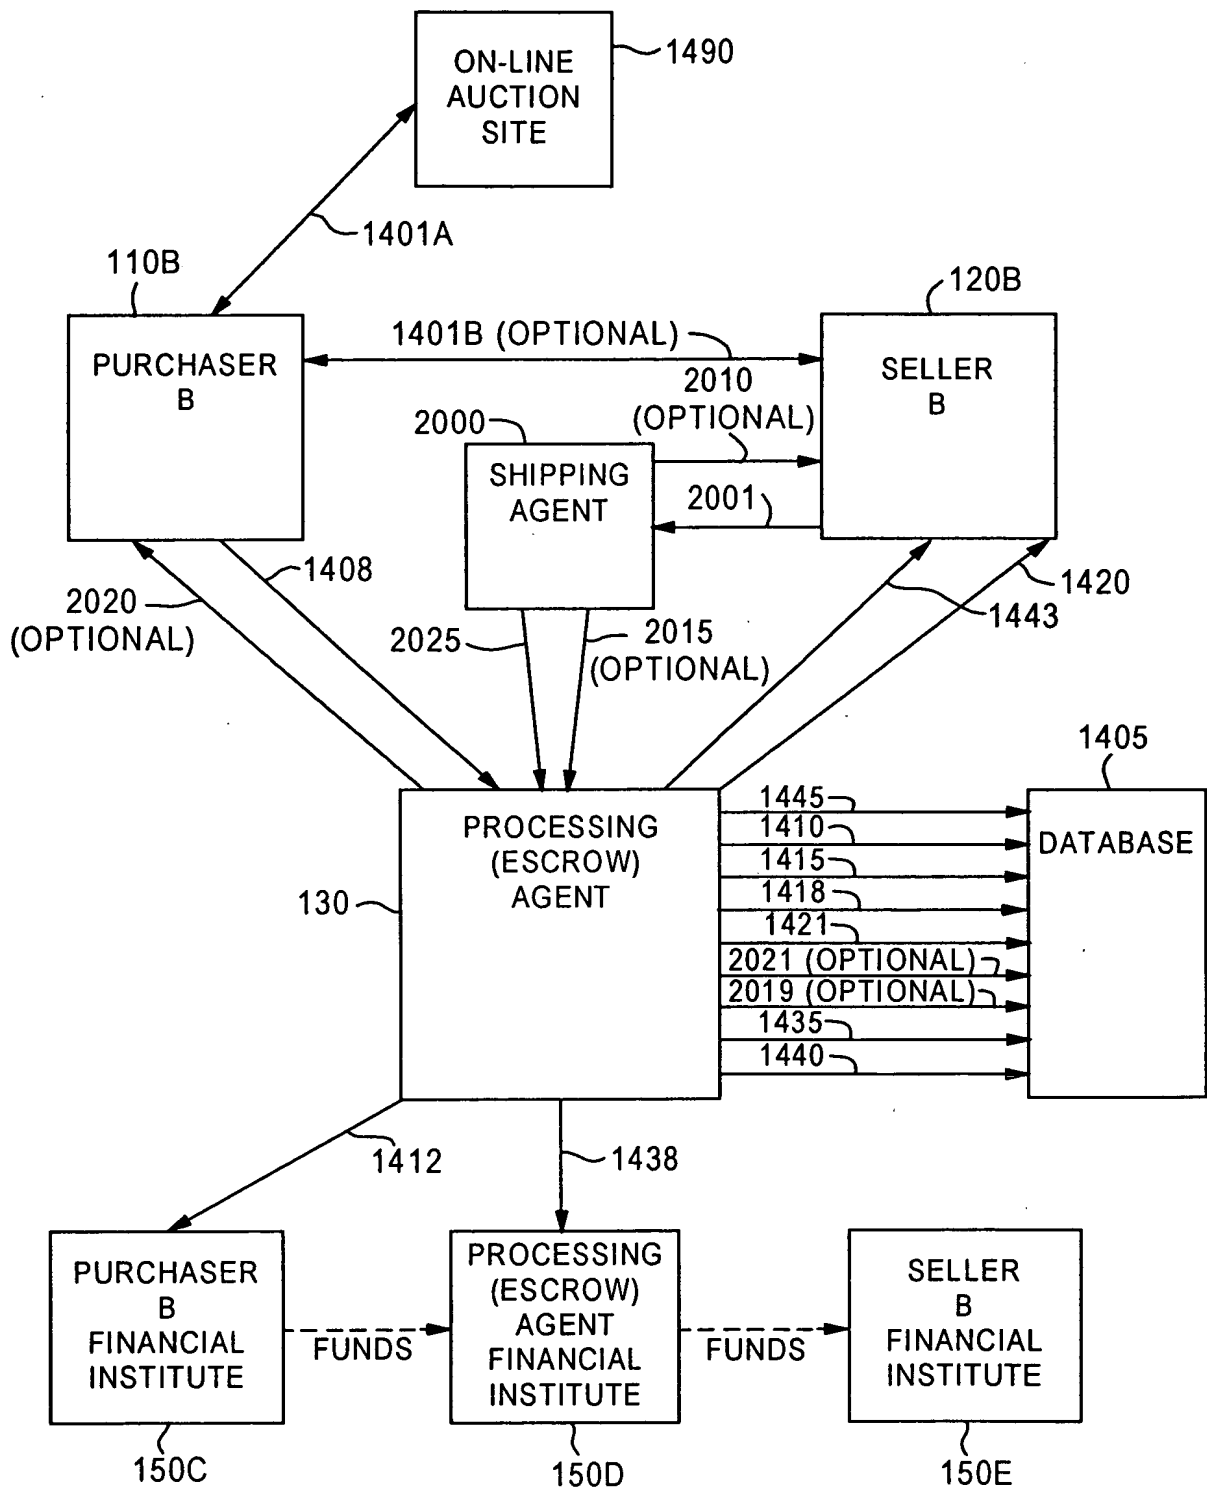 ON-LINE
AUCTION
SITE
1490
1401A
110B
120B
PURCHASER
B
1401B (OPTIONAL)
SELLER
B
2010
(OPTIONAL)
2000
SHIPPING
AGENT
2001
1408
2020
(OPTIONAL)
2025
2015
(OPTIONAL)
1443
1420
1405
PROCESSING
(ESCROW)
AGENT
130
1445
1410
1415
1418
1421
2021 (OPTIONAL)
2019 (OPTIONAL)
1435
1440
DATABASE
1412
1438
PURCHASER
B
FINANCIAL
INSTITUTE
FUNDS
PROCESSING
(ESCROW)
AGENT
FINANCIAL
INSTITUTE
FUNDS
SELLER
B
FINANCIAL
INSTITUTE
150C
150D
150E